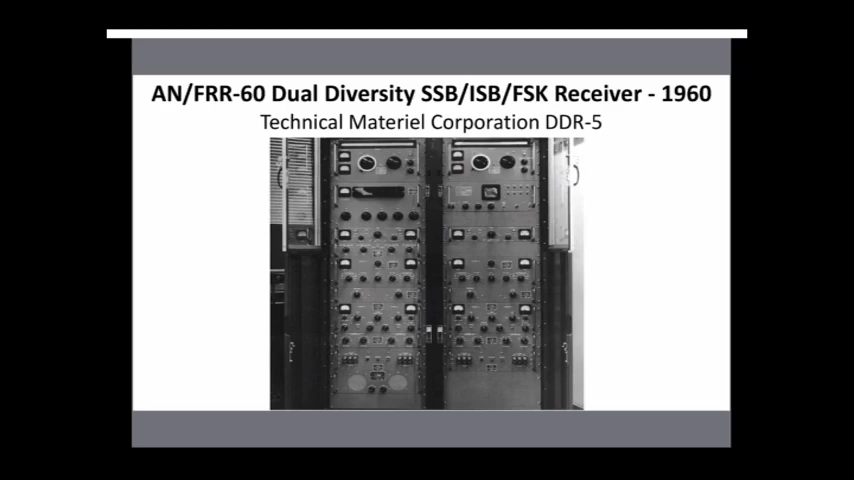 AN/FRR-60 Dual Diversity SSB/ISB/FSK Receiver - 1960
Technical Materiel Corporation DDR-5